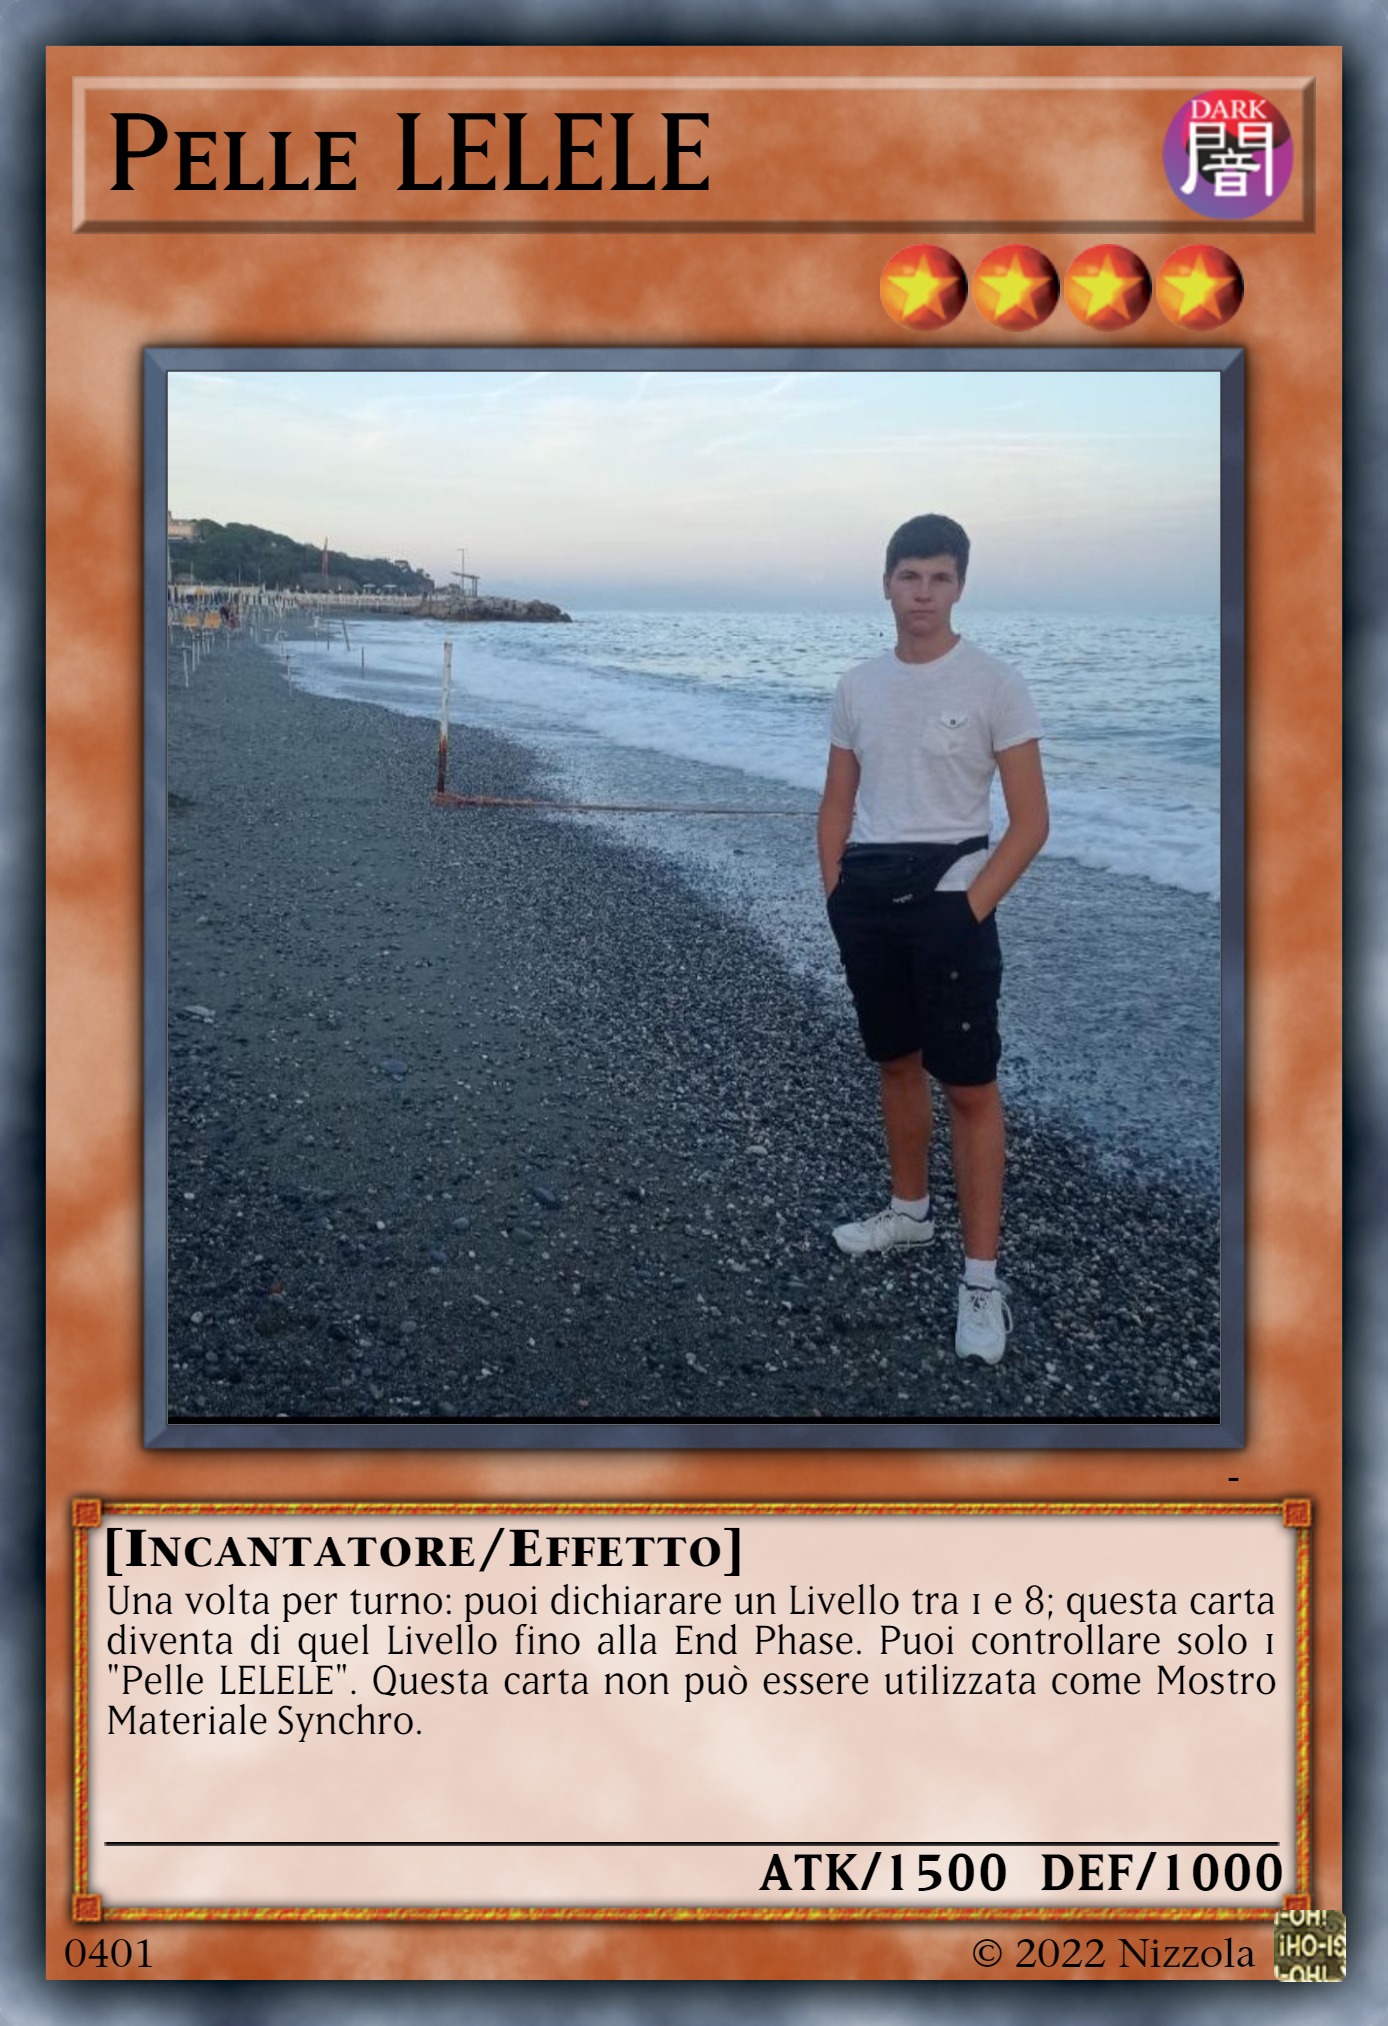 Pelle LELELE
DARK
闇
-
[Incantatore/Effetto]
Una volta per turno: puoi dichiarare un Livello tra 1 e 8; questa carta
diventa di quel Livello fino alla End Phase. Puoi controllare solo 1
"Pelle LELELE". Questa carta non può essere utilizzata come Mostro
Materiale Synchro.
ATK/1500 DEF/1000
0401
© 2022 Nizzola